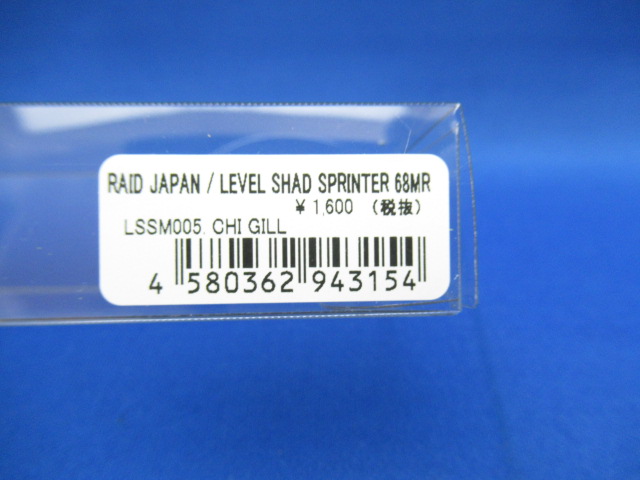 RAID JAPAN / LEVEL SHAD SPRINTER 68MR
¥ 1,600 (税抜)
LSSM005. CHI GILL
4 580362 943154